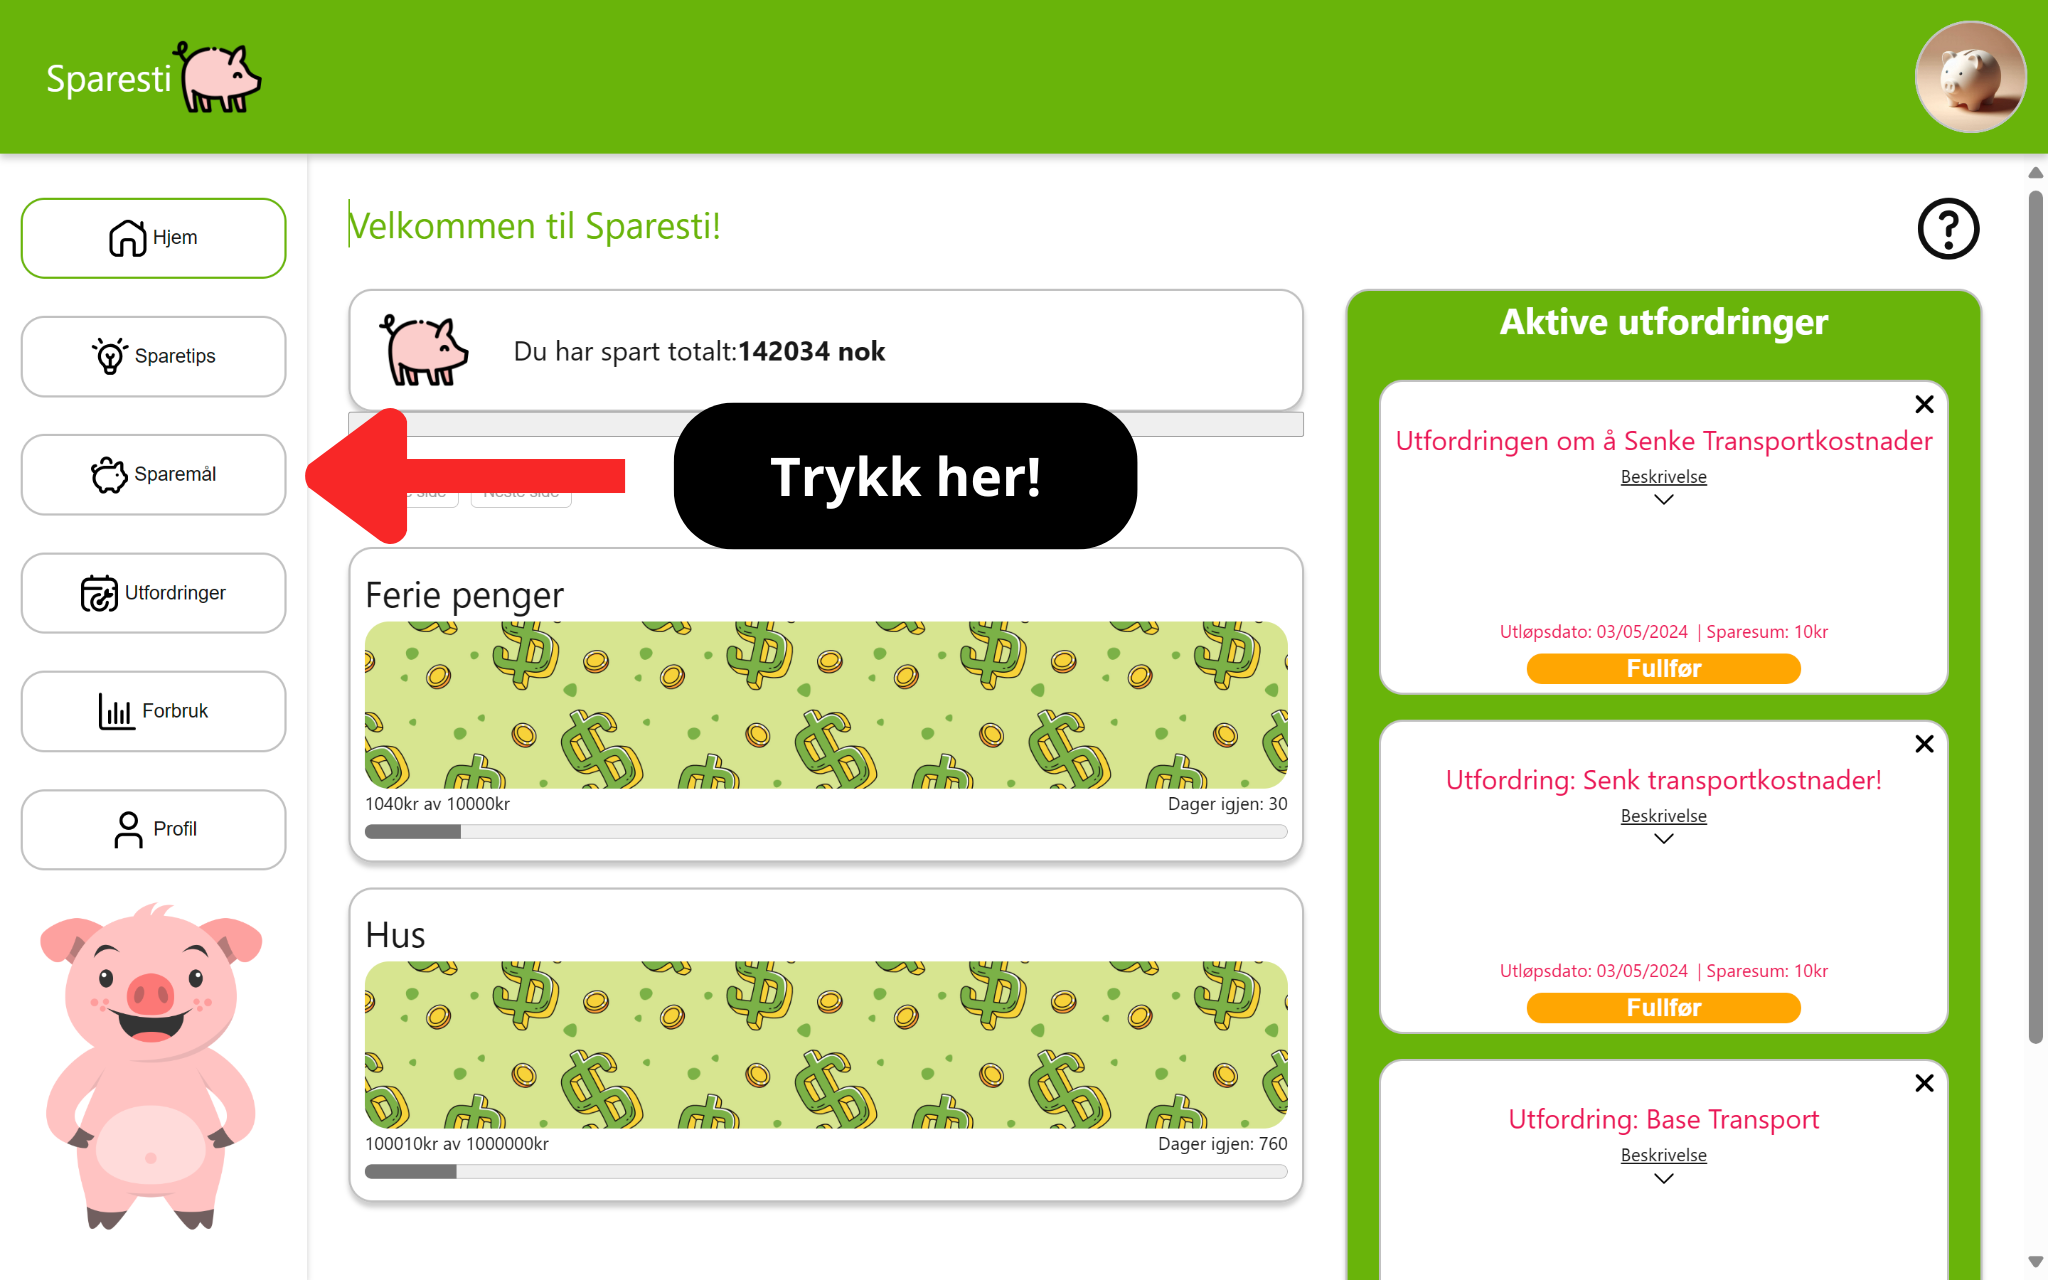 Sparesti
Hjem
Sparetips
Sparemål
Utfordringer
Forbruk
Profil
Velkommen til Sparesti!
Du har spart totalt:142034 nok
Trykk her!
side
Neste side
Ferie penger
1040kr av 10000kr
Dager igjen: 30
Hus
100010kr av 1000000kr
Dager igjen: 760
Aktive utfordringer
Utfordringen om å Senke Transportkostnader
Beskrivelse
Utløpsdato: 03/05/2024 | Sparesum: 10kr
Fullfør
Utfordring: Senk transportkostnader!
Beskrivelse
Utløpsdato: 03/05/2024 | Sparesum: 10kr
Fullfør
Utfordring: Base Transport
Beskrivelse